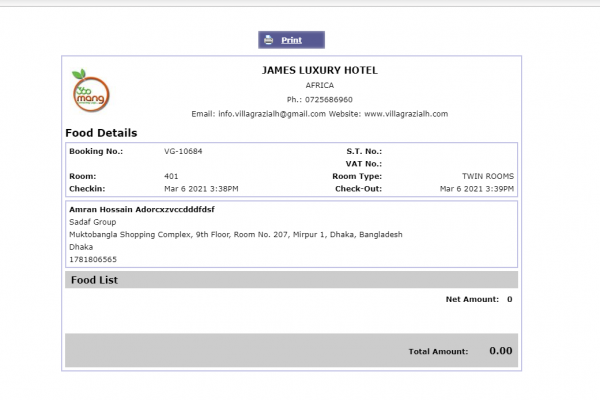 Print
360
mang
JAMES LUXURY HOTEL
AFRICA
Ph.: 0725686960
Email: info.villagrazialh@gmail.com Website: www.villagrazialh.com
Food Details
Booking No.: VG-10684 S.T. No.:
VAT No.:
Room: 401 Room Type: TWIN ROOMS
Checkin: Mar 6 2021 3:38PM Check-Out: Mar 6 2021 3:39PM
Amran Hossain Adorcxzvccdddfdsf
Sadaf Group
Muktobangla Shopping Complex, 9th Floor, Room No. 207, Mirpur 1, Dhaka, Bangladesh
Dhaka
1781806565
Food List
Net Amount: 0
Total Amount: 0.00